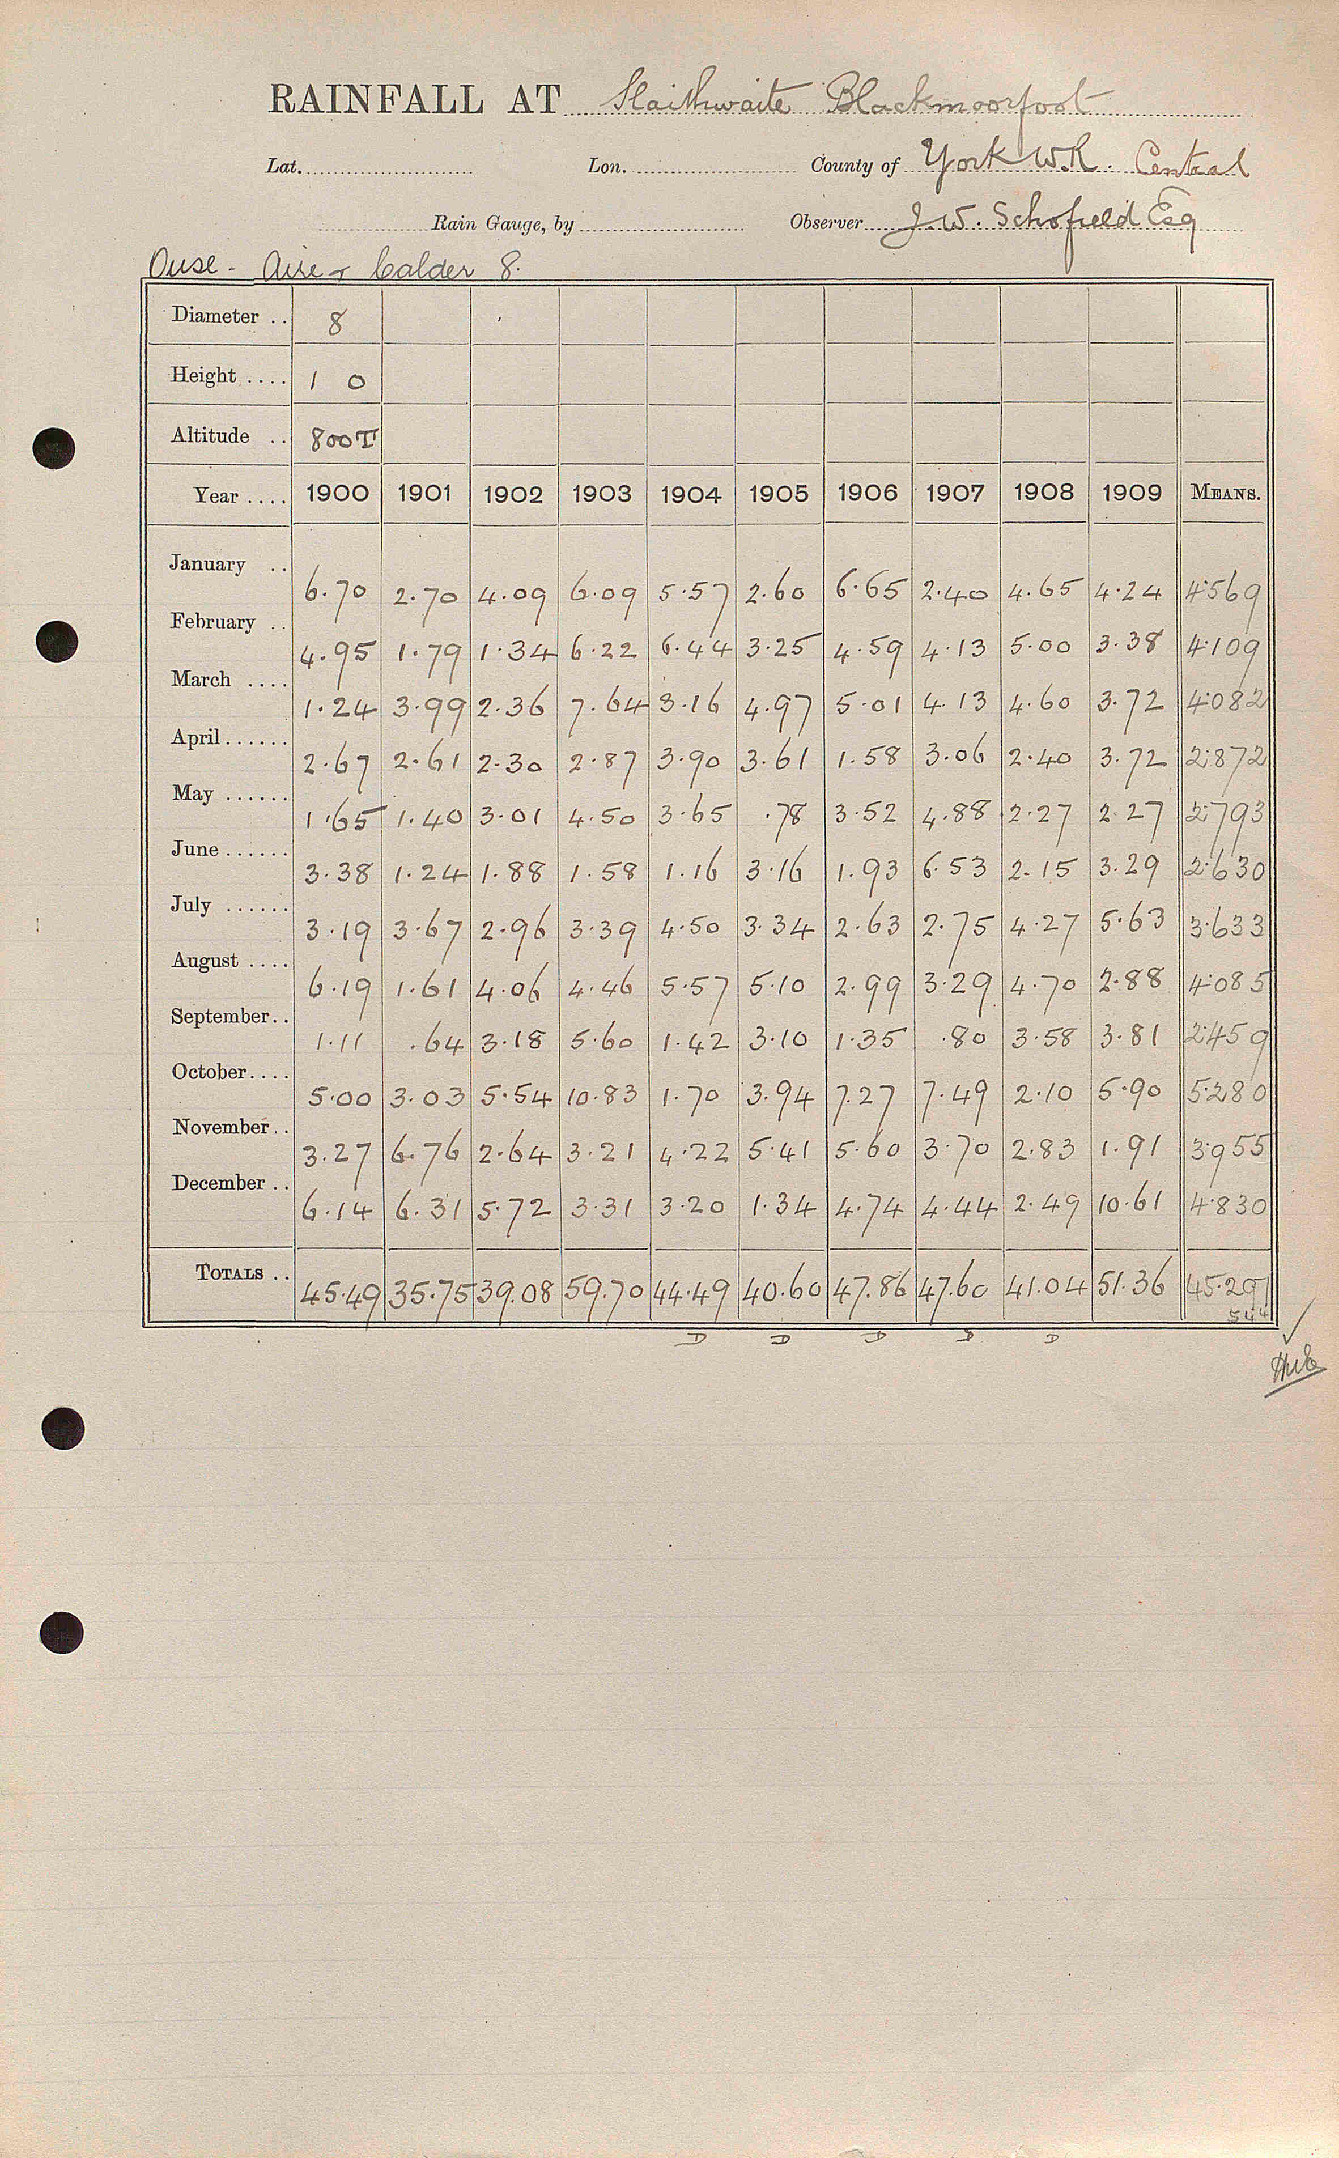 RAINFALL AT Slaithwaite Blackmoorfoot
Lat. Lon. County of York W.R. Central
Rain Gauge, by Observer J.W. Schofield Esq
Ouse - Aire & Calder 8.
Diameter .. 8
Height .... 1 0
Altitude .. 800T
Year .... 1900 1901 1902 1903 1904 1905 1906 1907 1908 1909 MEANS.
January .. 6.70 2.70 4.09 6.09 5.57 2.60 6.65 2.40 4.65 4.24 4.569
February .. 4.95 1.79 1.34 6.22 6.44 3.25 4.59 4.13 5.00 3.38 4.109
March .... 1.24 3.99 2.36 7.64 3.16 4.97 5.01 4.13 4.60 3.72 4.082
April...... 2.67 2.61 2.30 2.87 3.90 3.61 1.58 3.06 2.40 3.72 2.872
May ...... 1.65 1.40 3.01 4.50 3.65 .78 3.52 4.88 2.27 2.27 2.793
June...... 3.38 1.24 1.88 1.58 1.16 3.16 1.93 6.53 2.15 3.29 2.630
July ...... 3.19 3.67 2.96 3.39 4.50 3.34 2.63 2.75 4.27 5.63 3.633
August .... 6.19 1.61 4.06 4.46 5.57 5.10 2.99 3.29 4.70 2.88 4.085
September.. 1.11 .64 3.18 5.60 1.42 3.10 1.35 .80 3.58 3.81 2.459
October.... 5.00 3.03 5.54 10.83 1.70 3.94 7.27 7.49 2.10 5.90 5.280
November.. 3.27 6.76 2.64 3.21 4.22 5.41 5.60 3.70 2.83 1.91 3.955
December .. 6.14 6.31 5.72 3.31 3.20 1.34 4.74 4.44 2.49 10.61 4.830
TOTALS .. 45.49 35.75 39.08 59.70 44.49 40.60 47.86 47.60 41.04 51.36 45.297
D D D D D